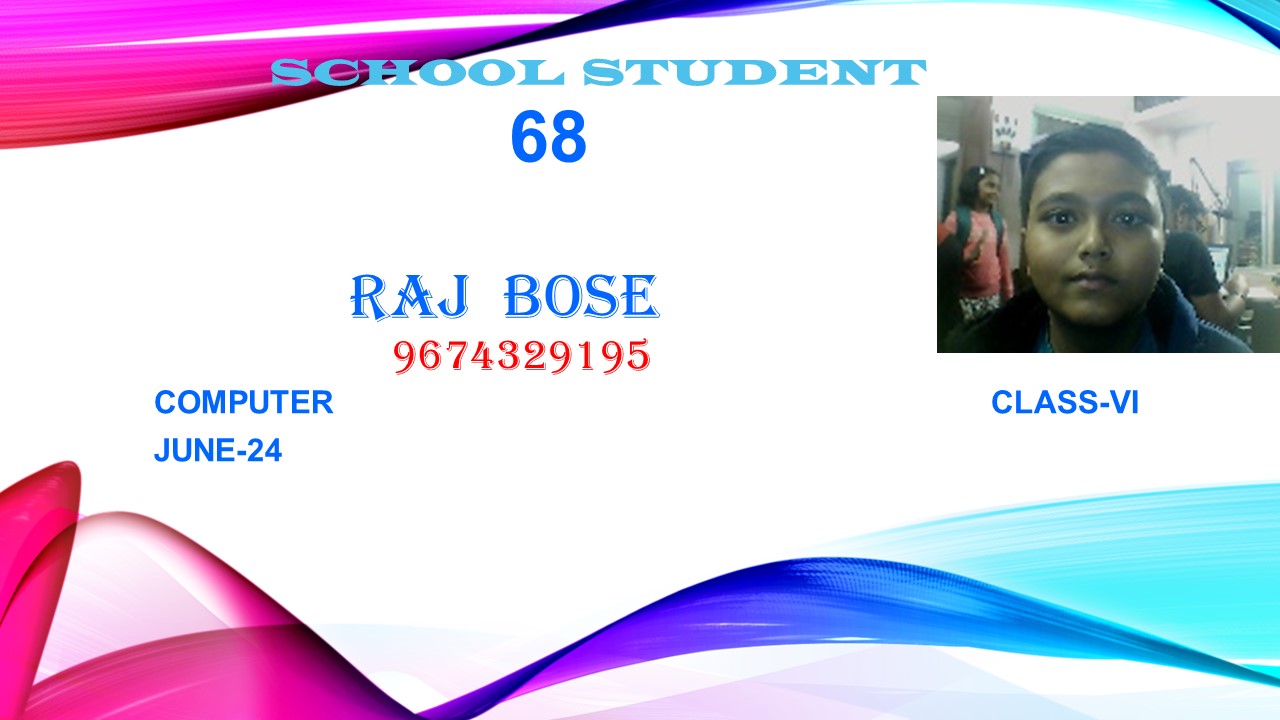 SCHOOL STUDENT
68
RAJ BOSE
9674329195
COMPUTER CLASS-VI
JUNE-24